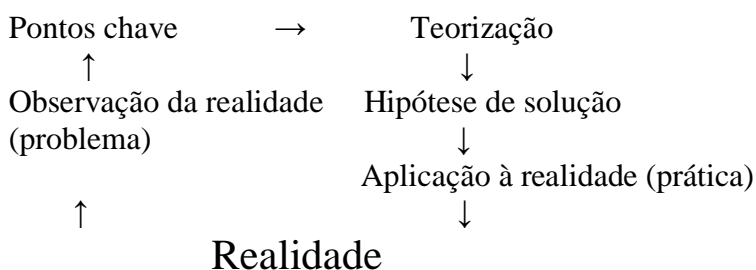 Pontos chave → Teorização
↑ ↓
Observação da realidade Hipótese de solução
(problema) ↓
Aplicação à realidade (prática)
↑ ↓
Realidade